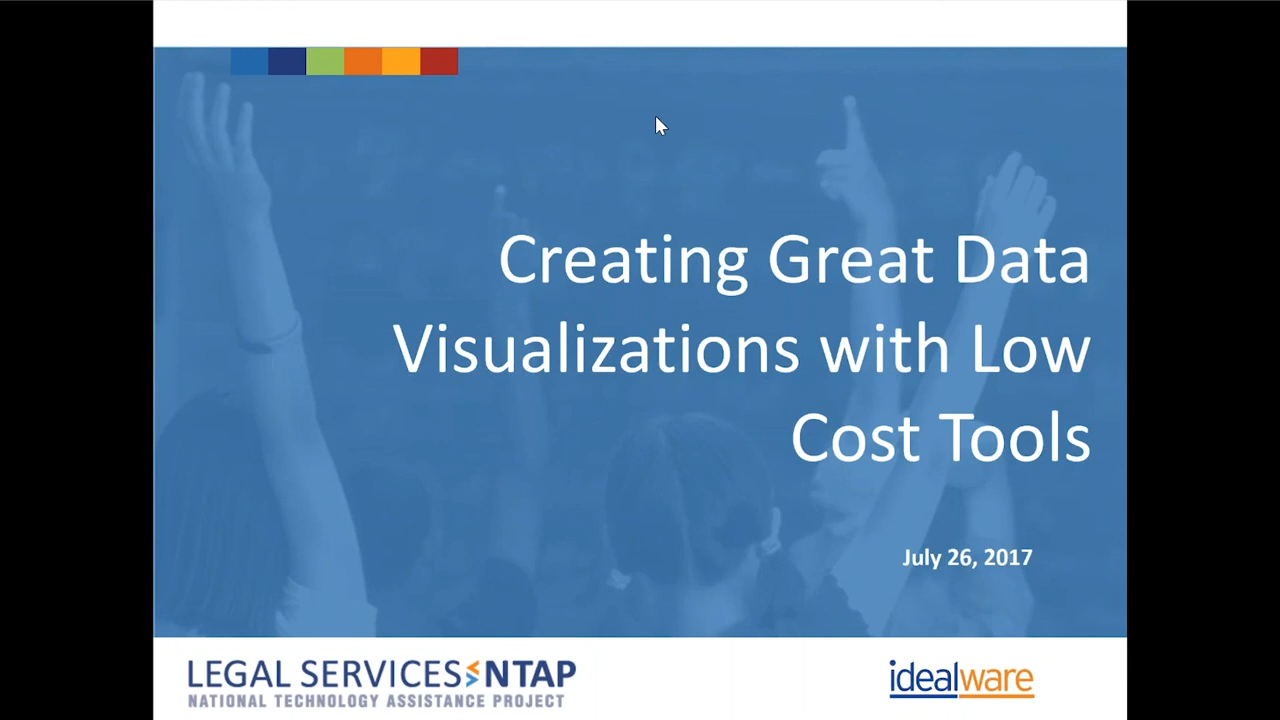 Creating Great Data
Visualizations with Low
Cost Tools
July 26, 2017
LEGAL SERVICES NTAP
NATIONAL TECHNOLOGY ASSISTANCE PROJECT
idealware